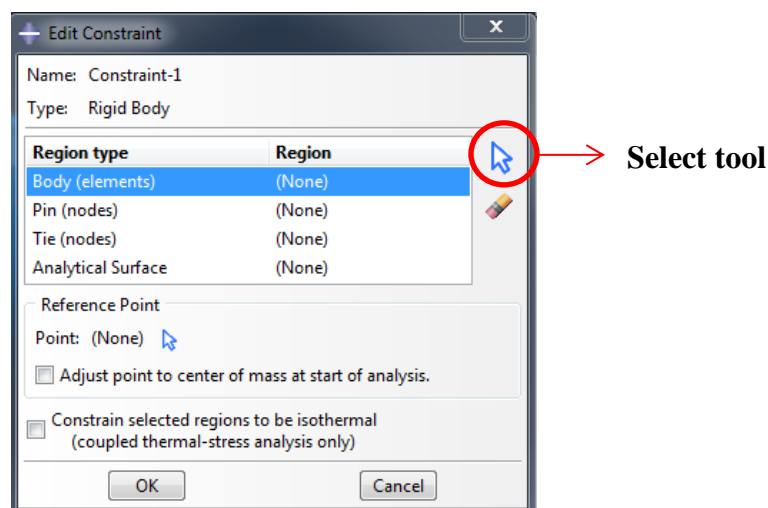 Edit Constraint
x
Name: Constraint-1
Type: Rigid Body
Region type Region
Body (elements) (None)
Pin (nodes) (None)
Tie (nodes) (None)
Analytical Surface (None)
Select tool
Reference Point
Point: (None)
Adjust point to center of mass at start of analysis.
Constrain selected regions to be isothermal
(coupled thermal-stress analysis only)
OK Cancel